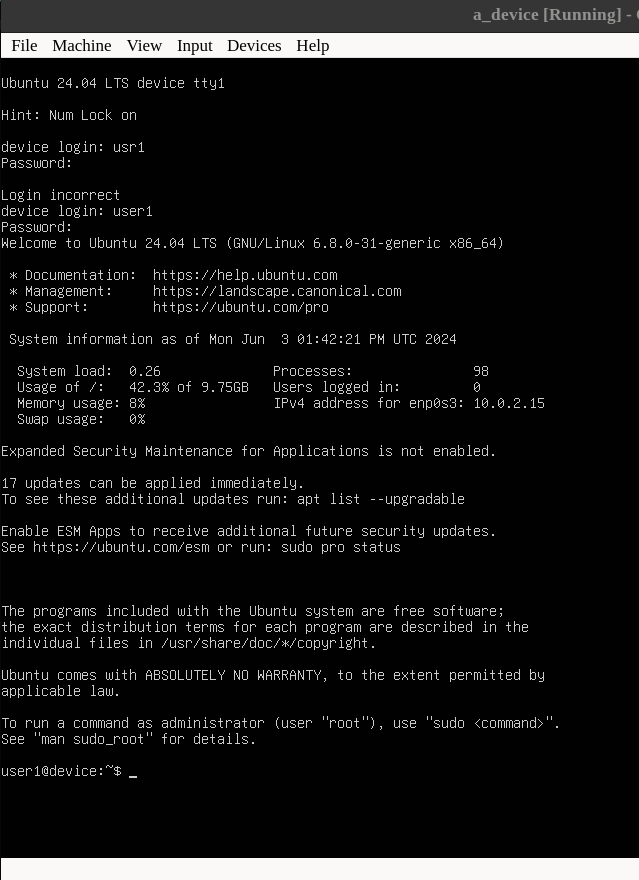 a_device [Running] -
File Machine View Input Devices Help
Ubuntu 24.04 LTS device tty1
Hint: Num Lock on
device login: usr1
Password:
Login incorrect
device login: user1
Password:
Welcome to Ubuntu 24.04 LTS (GNU/Linux 6.8.0-31-generic x86_64)
* Documentation: https://help.ubuntu.com
* Management: https://landscape.canonical.com
* Support: https://ubuntu.com/pro
System information as of Mon Jun 3 01:42:21 PM UTC 2024
System load: 0.26 Processes: 98
Usage of /: 42.3% of 9.75GB Users logged in: 0
Memory usage: 8% IPv4 address for enp0s3: 10.0.2.15
Swap usage: 0%
Expanded Security Maintenance for Applications is not enabled.
17 updates can be applied immediately.
To see these additional updates run: apt list --upgradable
Enable ESM Apps to receive additional future security updates.
See https://ubuntu.com/esm or run: sudo pro status
The programs included with the Ubuntu system are free software;
the exact distribution terms for each program are described in the
individual files in /usr/share/doc/*/copyright.
Ubuntu comes with ABSOLUTELY NO WARRANTY, to the extent permitted by
applicable law.
To run a command as administrator (user "root"), use "sudo <command>".
See "man sudo_root" for details.
user1@device:~$ _